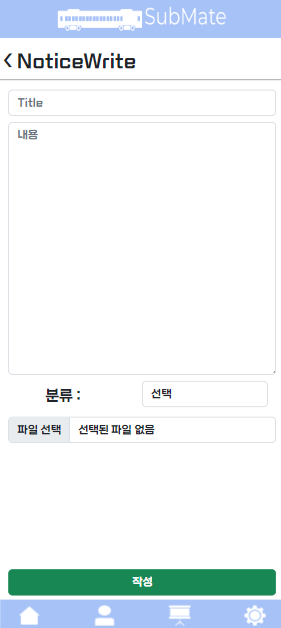 SubMate
NoticeWrite
Title
내용
분류 :
선택
파일 선택 선택된 파일 없음
작성